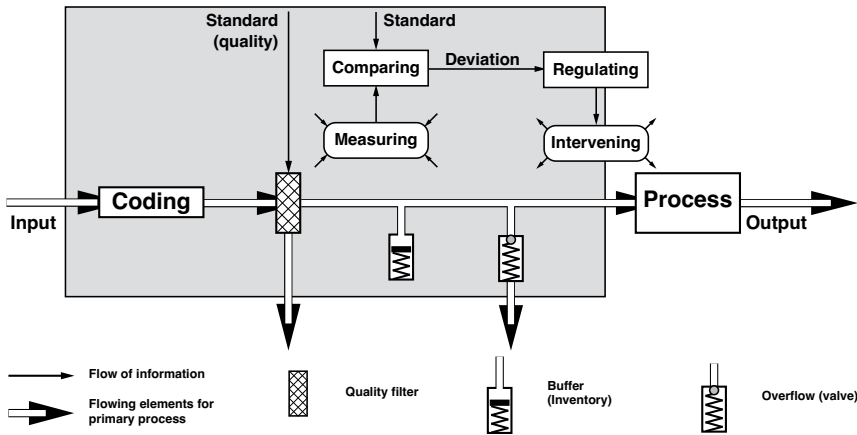 Standard
(quality)
Standard
Comparing
Deviation
Regulating
Measuring
Intervening
Coding
Process
Input
Output
Flow of information
Flowing elements for
primary process
Quality filter
Buffer
(Inventory)
Overflow (valve)